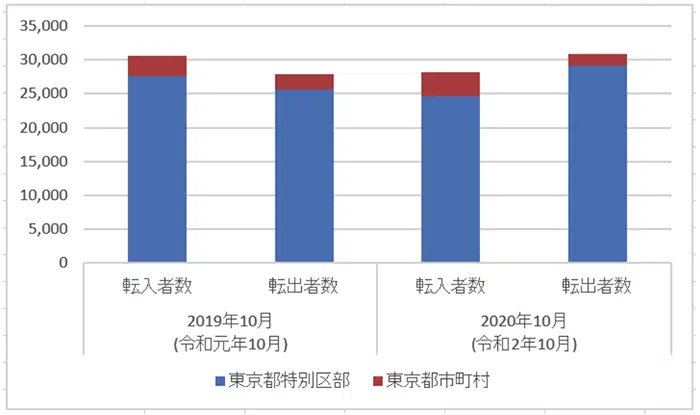 35,000
30,000
25,000
20,000
15,000
10,000
5,000
0
転入者数 転出者数 転入者数 転出者数
2019年10月 2020年10月
(令和元年10月) (令和2年10月)
東京都特別区部 東京都市町村